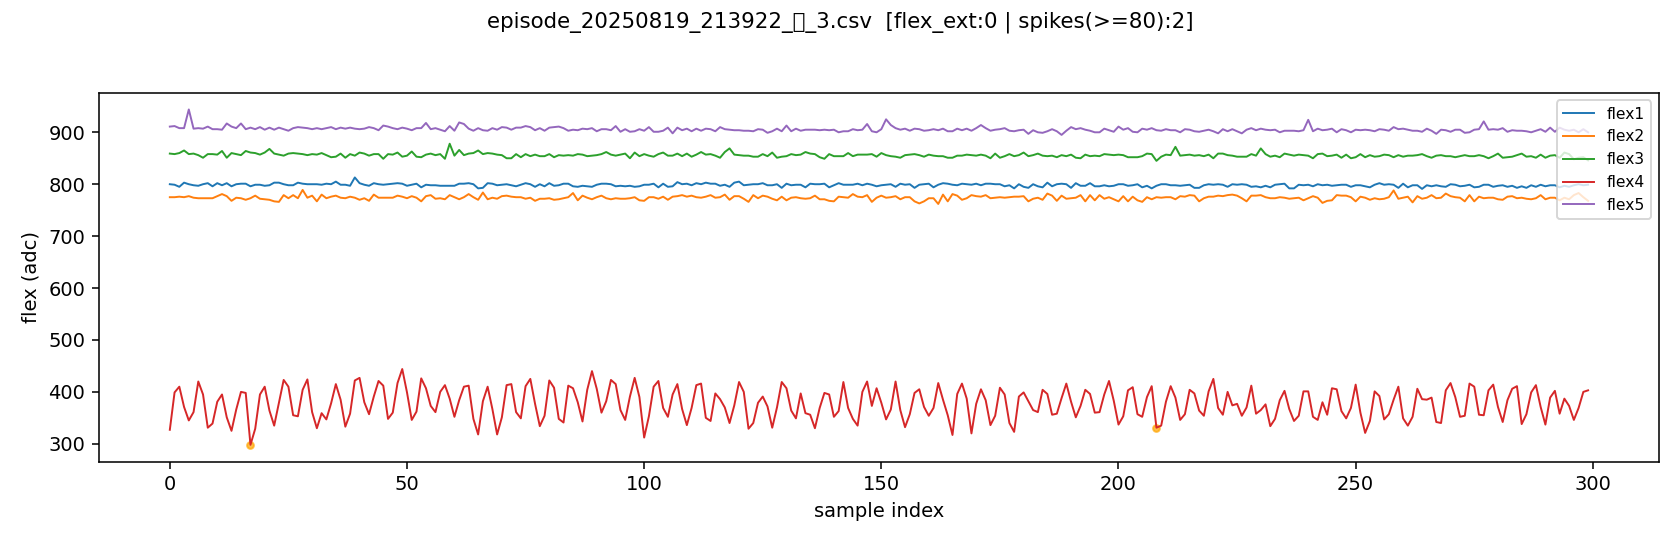 episode_20250819_213922_▯_3.csv  [flex_ext:0 | spikes(>=80):2]
flex (adc)
900
800
700
600
500
400
300
0
50
100
150
200
250
300
sample index
flex1
flex2
flex3
flex4
flex5